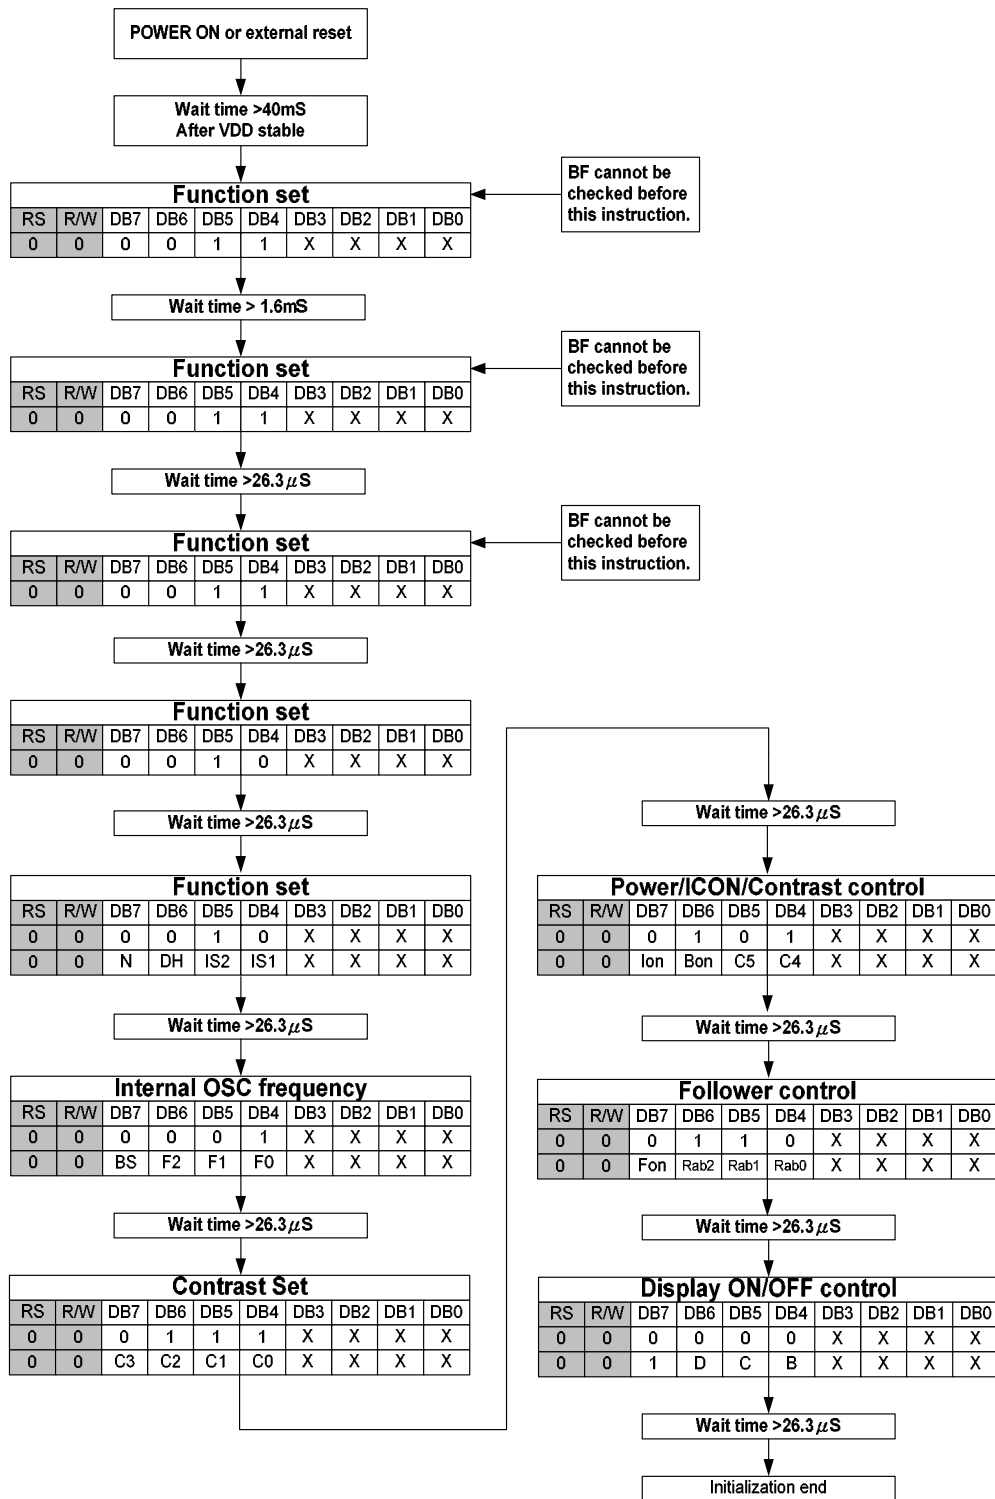 POWER ON or external reset
Wait time >40mS
After VDD stable
Function set
RS R/W DB7 DB6 DB5 DB4 DB3 DB2 DB1 DB0
0 0 0 0 1 1 X X X X
BF cannot be
checked before
this instruction.
Wait time > 1.6mS
Function set
RS R/W DB7 DB6 DB5 DB4 DB3 DB2 DB1 DB0
0 0 0 0 1 1 X X X X
BF cannot be
checked before
this instruction.
Wait time >26.3μS
Function set
RS R/W DB7 DB6 DB5 DB4 DB3 DB2 DB1 DB0
0 0 0 0 1 1 X X X X
BF cannot be
checked before
this instruction.
Wait time >26.3μS
Function set
RS R/W DB7 DB6 DB5 DB4 DB3 DB2 DB1 DB0
0 0 0 0 1 0 X X X X
Wait time >26.3μS
Function set
RS R/W DB7 DB6 DB5 DB4 DB3 DB2 DB1 DB0
0 0 0 0 1 0 X X X X
0 0 N DH IS2 IS1 X X X X
Wait time >26.3μS
Internal OSC frequency
RS R/W DB7 DB6 DB5 DB4 DB3 DB2 DB1 DB0
0 0 0 0 0 1 X X X X
0 0 BS F2 F1 F0 X X X X
Wait time >26.3μS
Contrast Set
RS R/W DB7 DB6 DB5 DB4 DB3 DB2 DB1 DB0
0 0 0 1 1 1 X X X X
0 0 C3 C2 C1 C0 X X X X
Wait time >26.3μS
Power/ICON/Contrast control
RS R/W DB7 DB6 DB5 DB4 DB3 DB2 DB1 DB0
0 0 0 1 0 1 X X X X
0 0 Ion Bon C5 C4 X X X X
Wait time >26.3μS
Follower control
RS R/W DB7 DB6 DB5 DB4 DB3 DB2 DB1 DB0
0 0 0 1 1 0 X X X X
0 0 Fon Rab2 Rab1 Rab0 X X X X
Wait time >26.3μS
Display ON/OFF control
RS R/W DB7 DB6 DB5 DB4 DB3 DB2 DB1 DB0
0 0 0 0 0 0 X X X X
0 0 1 D C B X X X X
Wait time >26.3μS
Initialization end